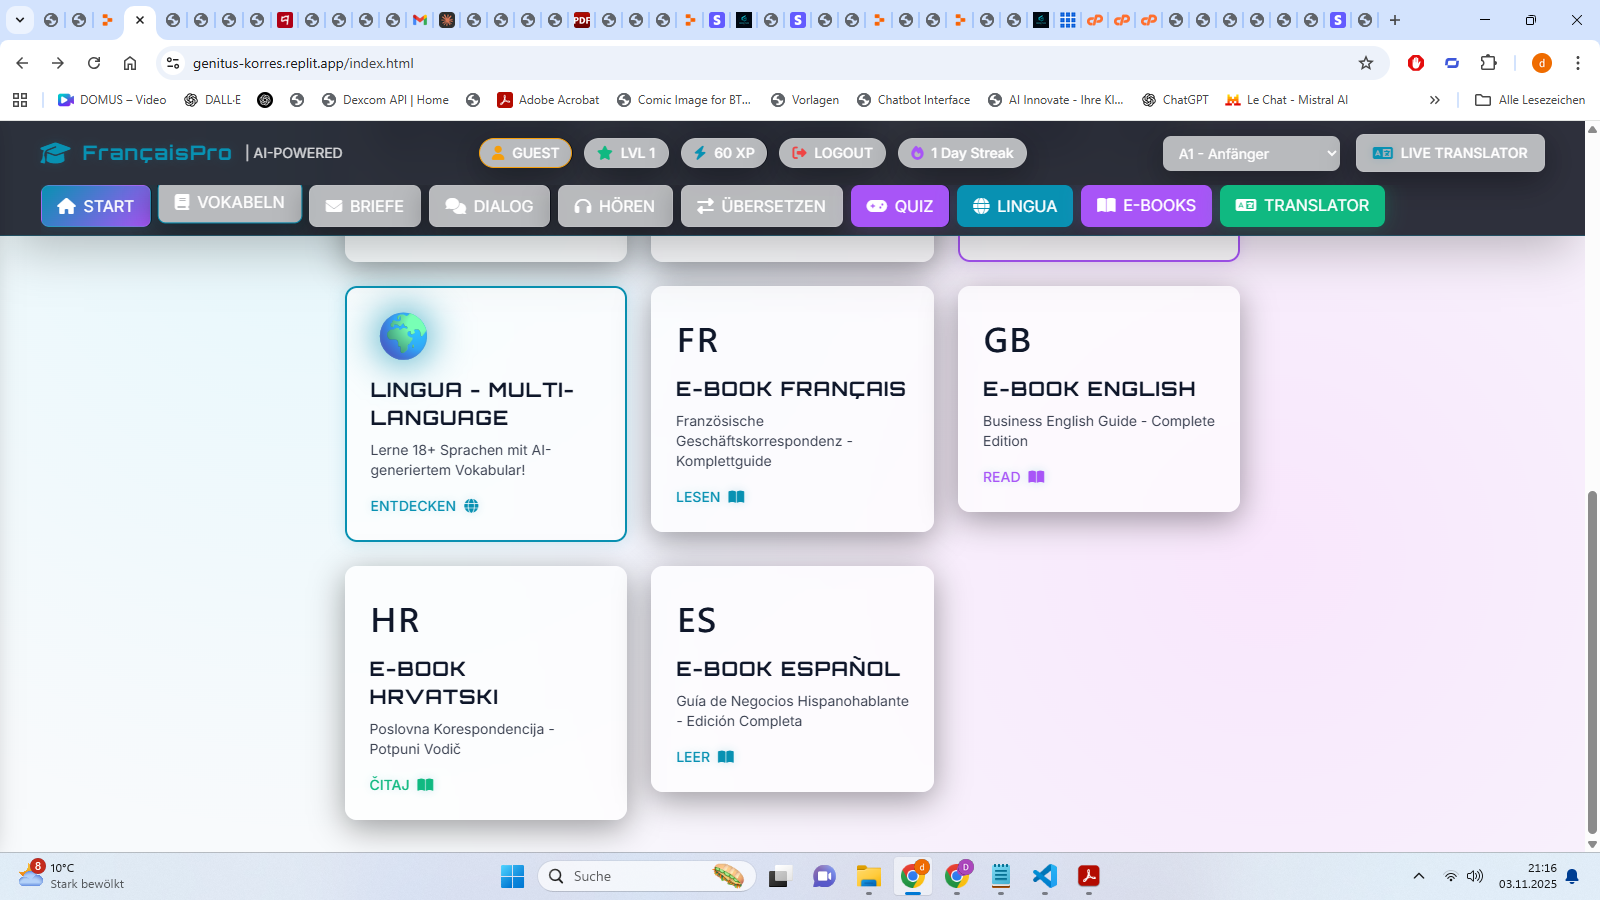 genitus-korres.replit.app/index.html
d
DOMUS – Video
DALL·E
Dexcom API | Home
Adobe Acrobat
Comic Image for BT...
Vorlagen
Chatbot Interface
AI Innovate - Ihre KI...
ChatGPT
Le Chat - Mistral AI
Alle Lesezeichen
FrançaisPro | AI-POWERED
GUEST
LVL 1
60 XP
LOGOUT
1 Day Streak
A1 - Anfänger
LIVE TRANSLATOR
START
VOKABELN
BRIEFE
DIALOG
HÖREN
ÜBERSETZEN
QUIZ
LINGUA
E-BOOKS
TRANSLATOR
LINGUA - MULTI-
LANGUAGE
Lerne 18+ Sprachen mit AI-
generiertem Vokabular!
ENTDECKEN
FR
E-BOOK FRANÇAIS
Französische
Geschäftskorrespondenz -
Komplettguide
LESEN
GB
E-BOOK ENGLISH
Business English Guide - Complete
Edition
READ
HR
E-BOOK
HRVATSKI
Poslovna Korespondencija -
Potpuni Vodič
ČITAJ
ES
E-BOOK ESPAÑOL
Guía de Negocios Hispanohablante
- Edición Completa
LEER
8
10°C
Stark bewölkt
Suche
d
D
21:16
03.11.2025